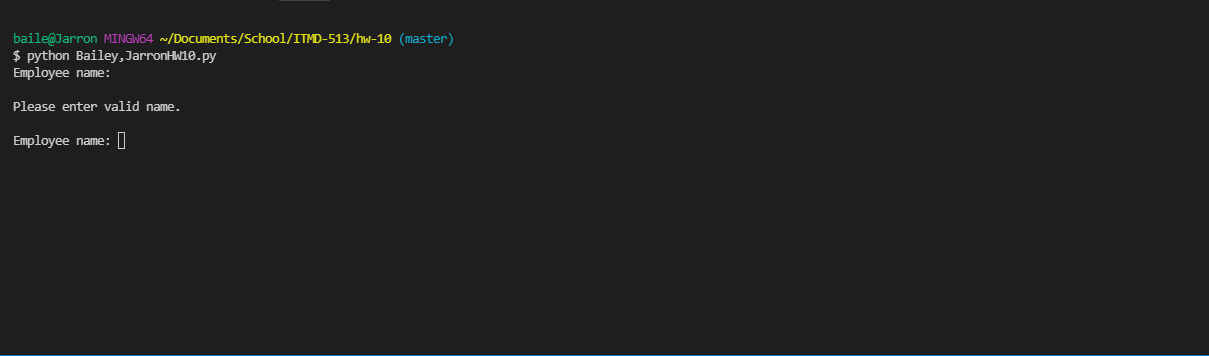 baile@Jarron MINGW64 ~/Documents/School/ITMD-513/hw-10 (master)
$ python Bailey,JarronHW10.py
Employee name:
Please enter valid name.
Employee name: